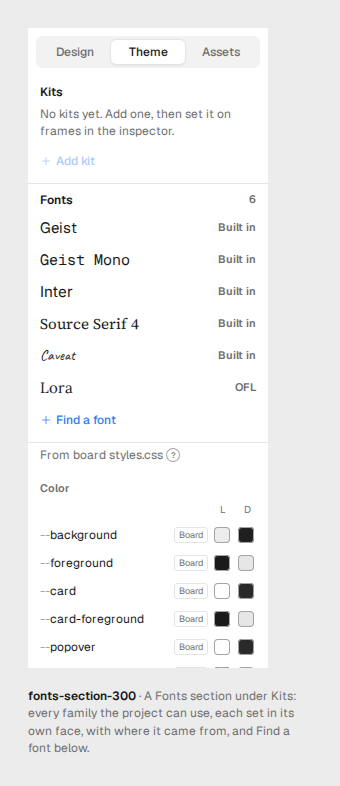 Design Theme Assets
Kits
No kits yet. Add one, then set it on
frames in the inspector.
+ Add kit
Fonts 6
Geist Built in
Geist Mono Built in
Inter Built in
Source Serif 4 Built in
Caveat Built in
Lora OFL
+ Find a font
From board styles.css ?
Color
L D
--background Board
--foreground Board
--card Board
--card-foreground Board
--popover Board
fonts-section-300 · A Fonts section under Kits:
every family the project can use, each set in its
own face, with where it came from, and Find a
font below.